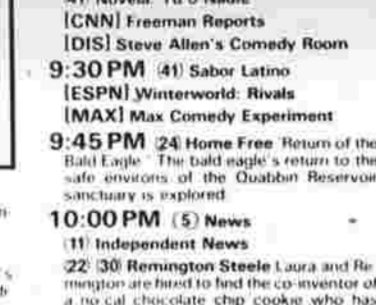 [CNN] Freeman Reports
[DIS] Steve Allen's Comedy Room
9:30 PM (41) Sabor Latino
[ESPN] Winterworld: Rivals
[MAX] Max Comedy Experiment
9:45 PM (24) Home Free 'Return of the
Bald Eagle.' The bald eagle's return to the
safe environs of the Quabbin Reservoir
sanctuary is explored
10:00 PM (5) News
(11) Independent News
(22) (30) Remington Steele Laura and Re
mington are hired to find the co-inventor of
a no cal chocolate chip cookie who has